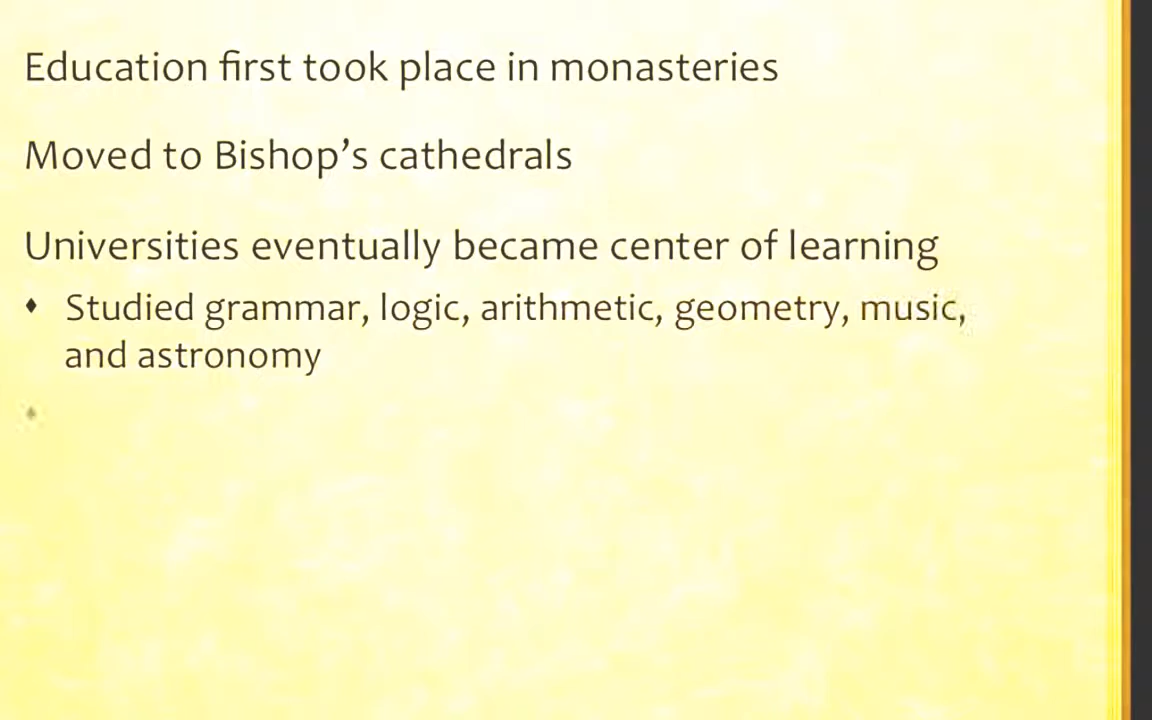 Education first took place in monasteries
Moved to Bishop’s cathedrals
Universities eventually became center of learning
♦ Studied grammar, logic, arithmetic, geometry, music,
and astronomy
♦